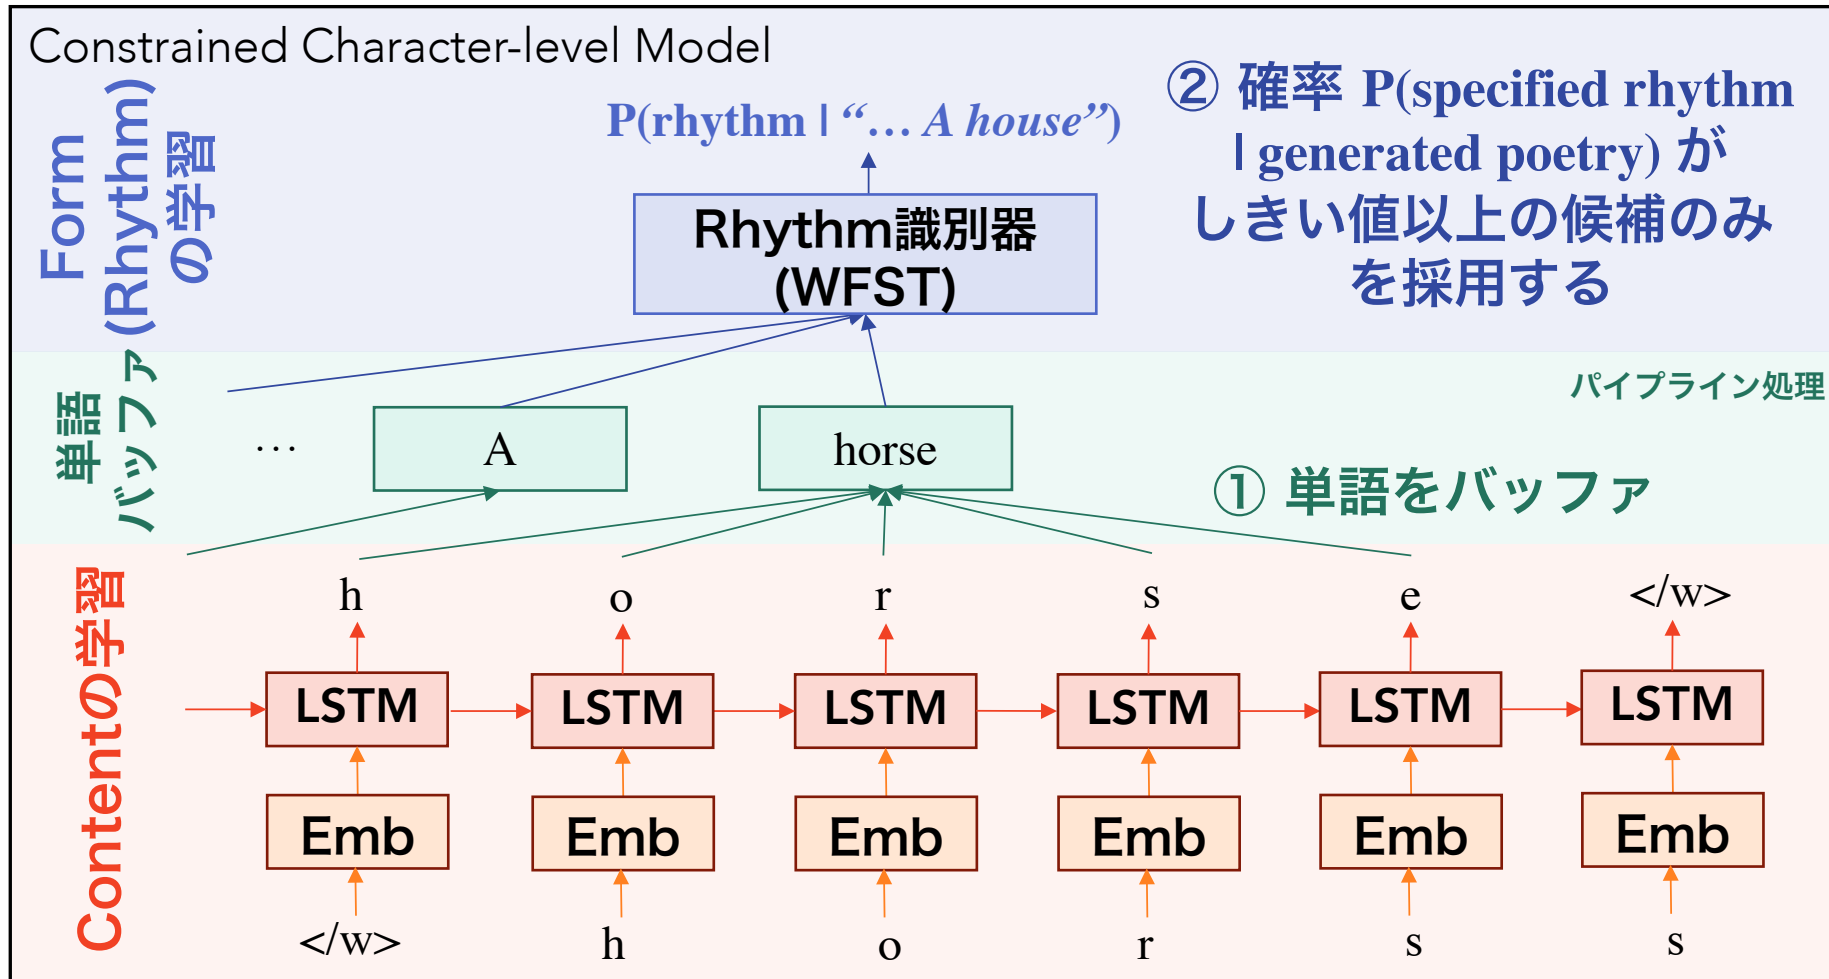 Constrained Character-level Model
Form
(Rhythm)
の学習
P(rhythm | “… A house”)
② 確率 P(specified rhythm
| generated poetry) が
しきい値以上の候補のみ
を採用する
Rhythm識別器
(WFST)
単語
バッファ
パイプライン処理
…
A
horse
① 単語をバッファ
Contentの学習
h o r s e </w>
LSTM LSTM LSTM LSTM LSTM LSTM
Emb Emb Emb Emb Emb Emb
</w> h o r s s